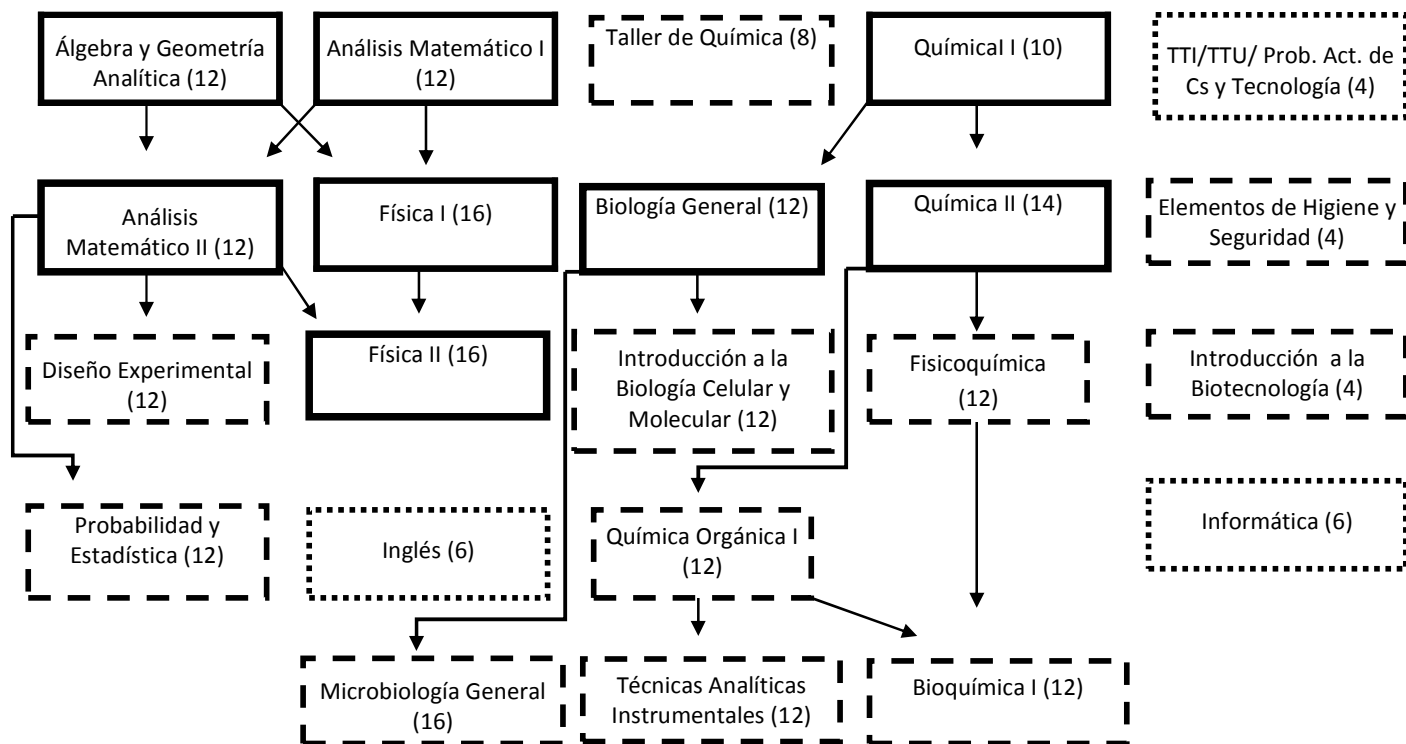 Álgebra y Geometría
Analítica (12)
Análisis Matemático I
(12)
Taller de Química (8)
Químical I (10)
TTI/TTU/ Prob. Act. de
Cs y Tecnología (4)
Análisis
Matemático II (12)
Física I (16)
Biología General (12)
Química II (14)
Elementos de Higiene y
Seguridad (4)
Diseño Experimental
(12)
Física II (16)
Introducción a la
Biología Celular y
Molecular (12)
Fisicoquímica
(12)
Introducción a la
Biotecnología (4)
Probabilidad y
Estadística (12)
Inglés (6)
Química Orgánica I
(12)
Informática (6)
Microbiología General
(16)
Técnicas Analíticas
Instrumentales (12)
Bioquímica I (12)